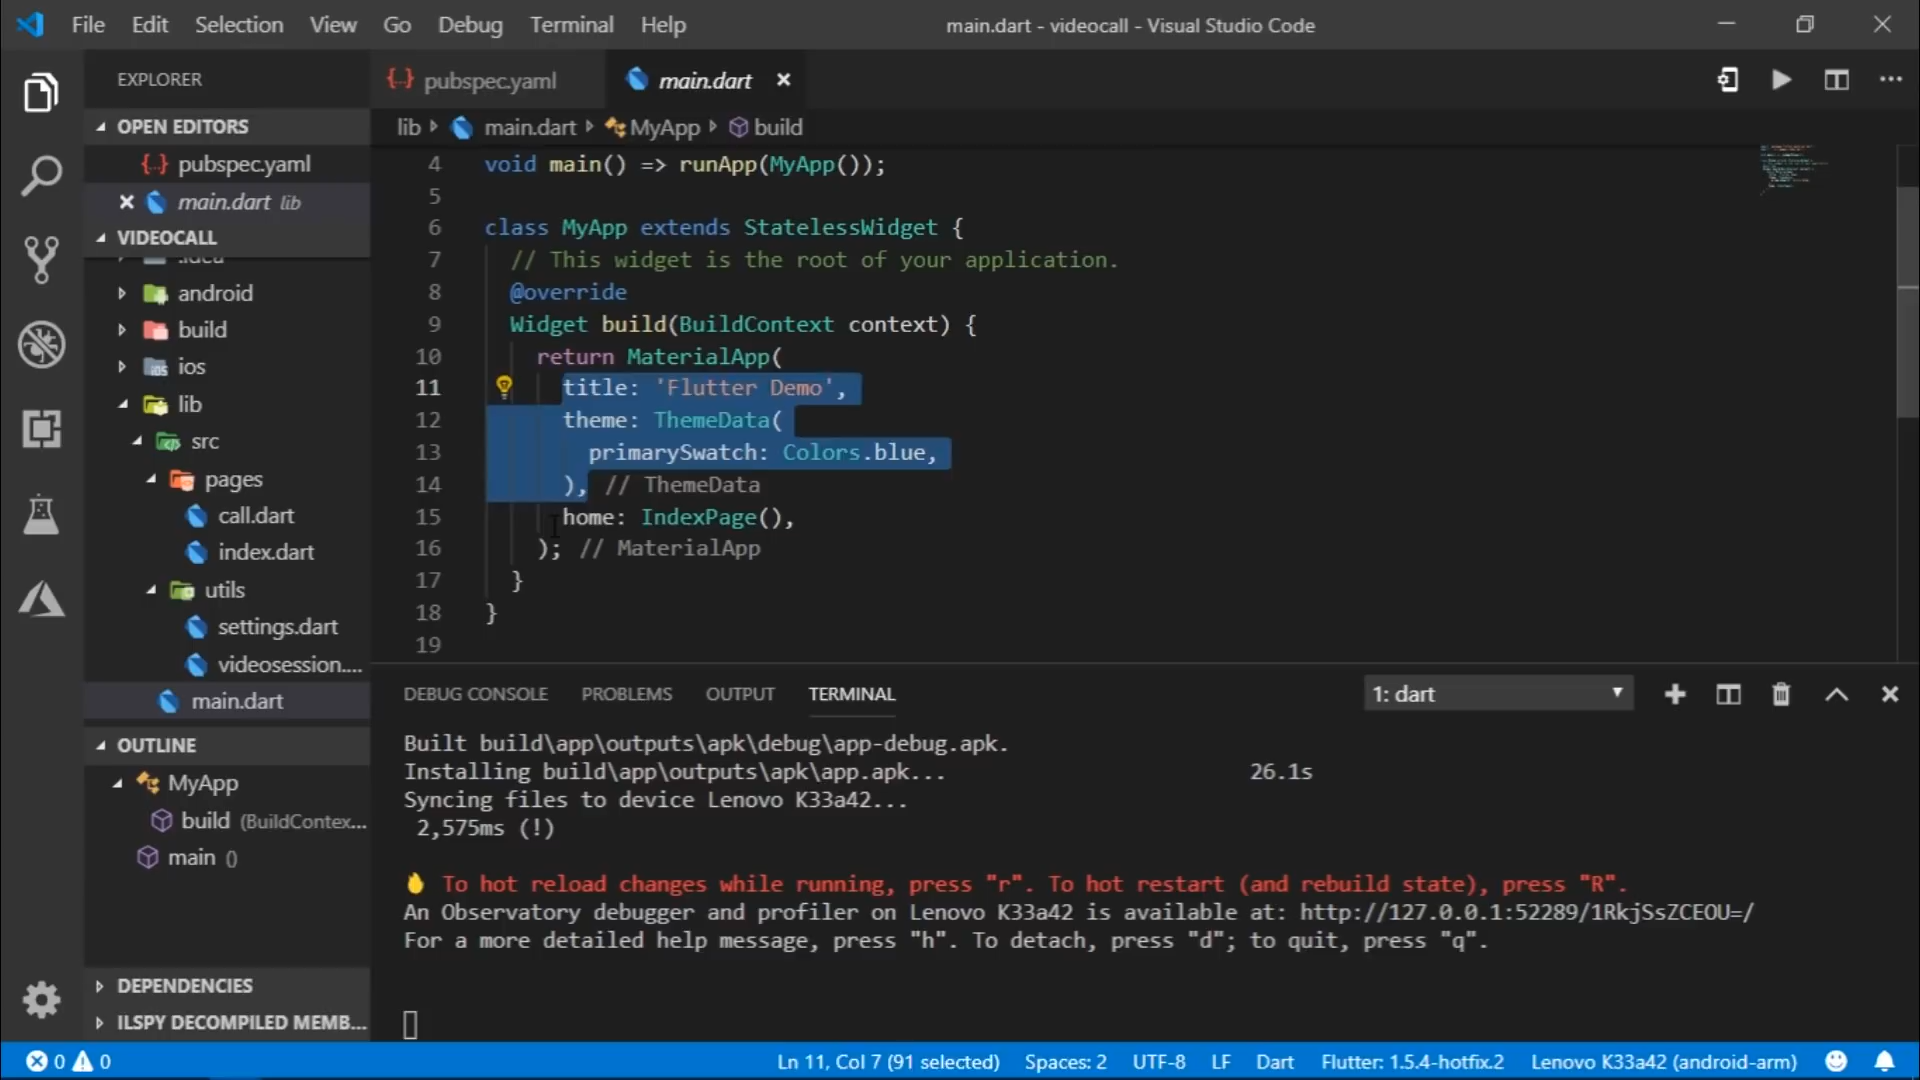 File Edit Selection View Go Debug Terminal Help
main.dart - videocall - Visual Studio Code
EXPLORER
OPEN EDITORS
pubspec.yaml
main.dart lib
VIDEOCALL
.idea
android
build
ios
lib
src
pages
call.dart
index.dart
utils
settings.dart
videosession....
main.dart
OUTLINE
MyApp
build (BuildContex...
main ()
DEPENDENCIES
ILSPY DECOMPILED MEMB...
pubspec.yaml
main.dart
lib main.dart MyApp build
4 void main() => runApp(MyApp());
5
6 class MyApp extends StatelessWidget {
7 // This widget is the root of your application.
8 @override
9 Widget build(BuildContext context) {
10 return MaterialApp(
11 title: 'Flutter Demo',
12 theme: ThemeData(
13 primarySwatch: Colors.blue,
14 ), // ThemeData
15 home: IndexPage(),
16 ); // MaterialApp
17 }
18 }
19
DEBUG CONSOLE PROBLEMS OUTPUT TERMINAL
1: dart
Built build\app\outputs\apk\debug\app-debug.apk.
Installing build\app\outputs\apk\app.apk... 26.1s
Syncing files to device Lenovo K33a42...
2,575ms (!)
To hot reload changes while running, press "r". To hot restart (and rebuild state), press "R".
An Observatory debugger and profiler on Lenovo K33a42 is available at: http://127.0.0.1:52289/1RkjSsZCEOU=/
For a more detailed help message, press "h". To detach, press "d"; to quit, press "q".
0 0
Ln 11, Col 7 (91 selected) Spaces: 2 UTF-8 LF Dart Flutter: 1.5.4-hotfix.2 Lenovo K33a42 (android-arm)